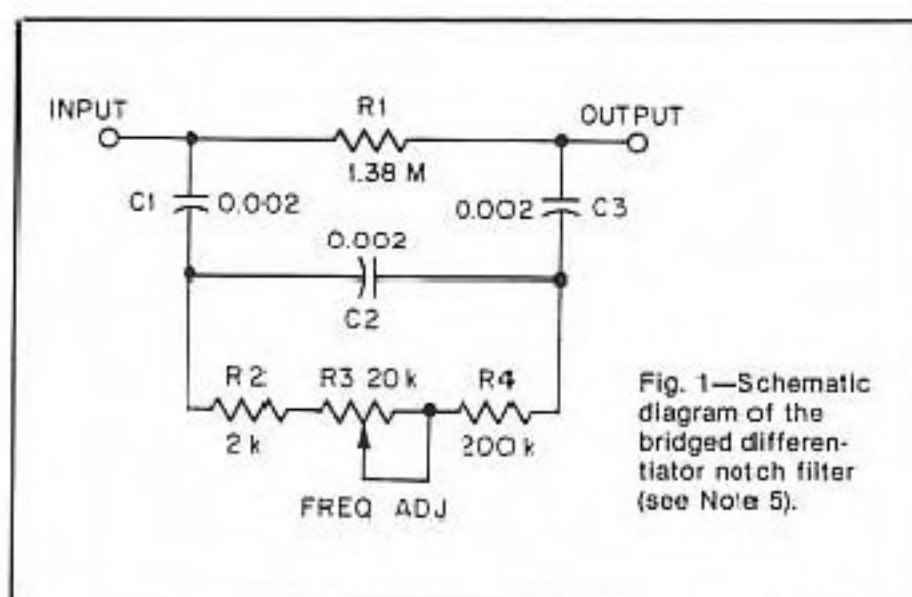 INPUT
R1
OUTPUT
1.38 M
C1
0.002
0.002
C3
0.002
C2
R2
R3 20 k
R4
2 k
200 k
FREQ ADJ
Fig. 1—Schematic
diagram of the
bridged differen-
tiator notch filter
(see Note 5).